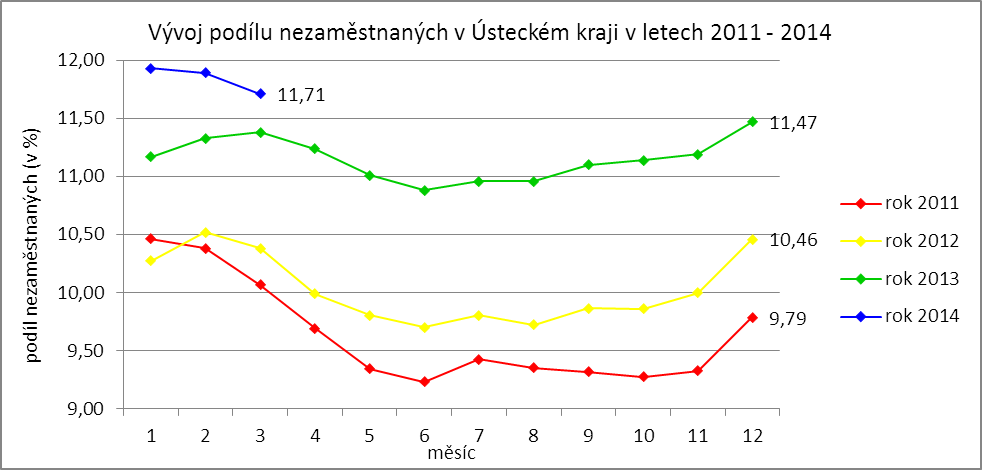 Vývoj podílu nezaměstnaných v Ústeckém kraji v letech 2011 - 2014
podíl nezaměstnaných (v %)
12,00
11,50
11,00
10,50
10,00
9,50
9,00
11,71
11,47
10,46
9,79
rok 2011
rok 2012
rok 2013
rok 2014
1 2 3 4 5 6 7 8 9 10 11 12
měsíc